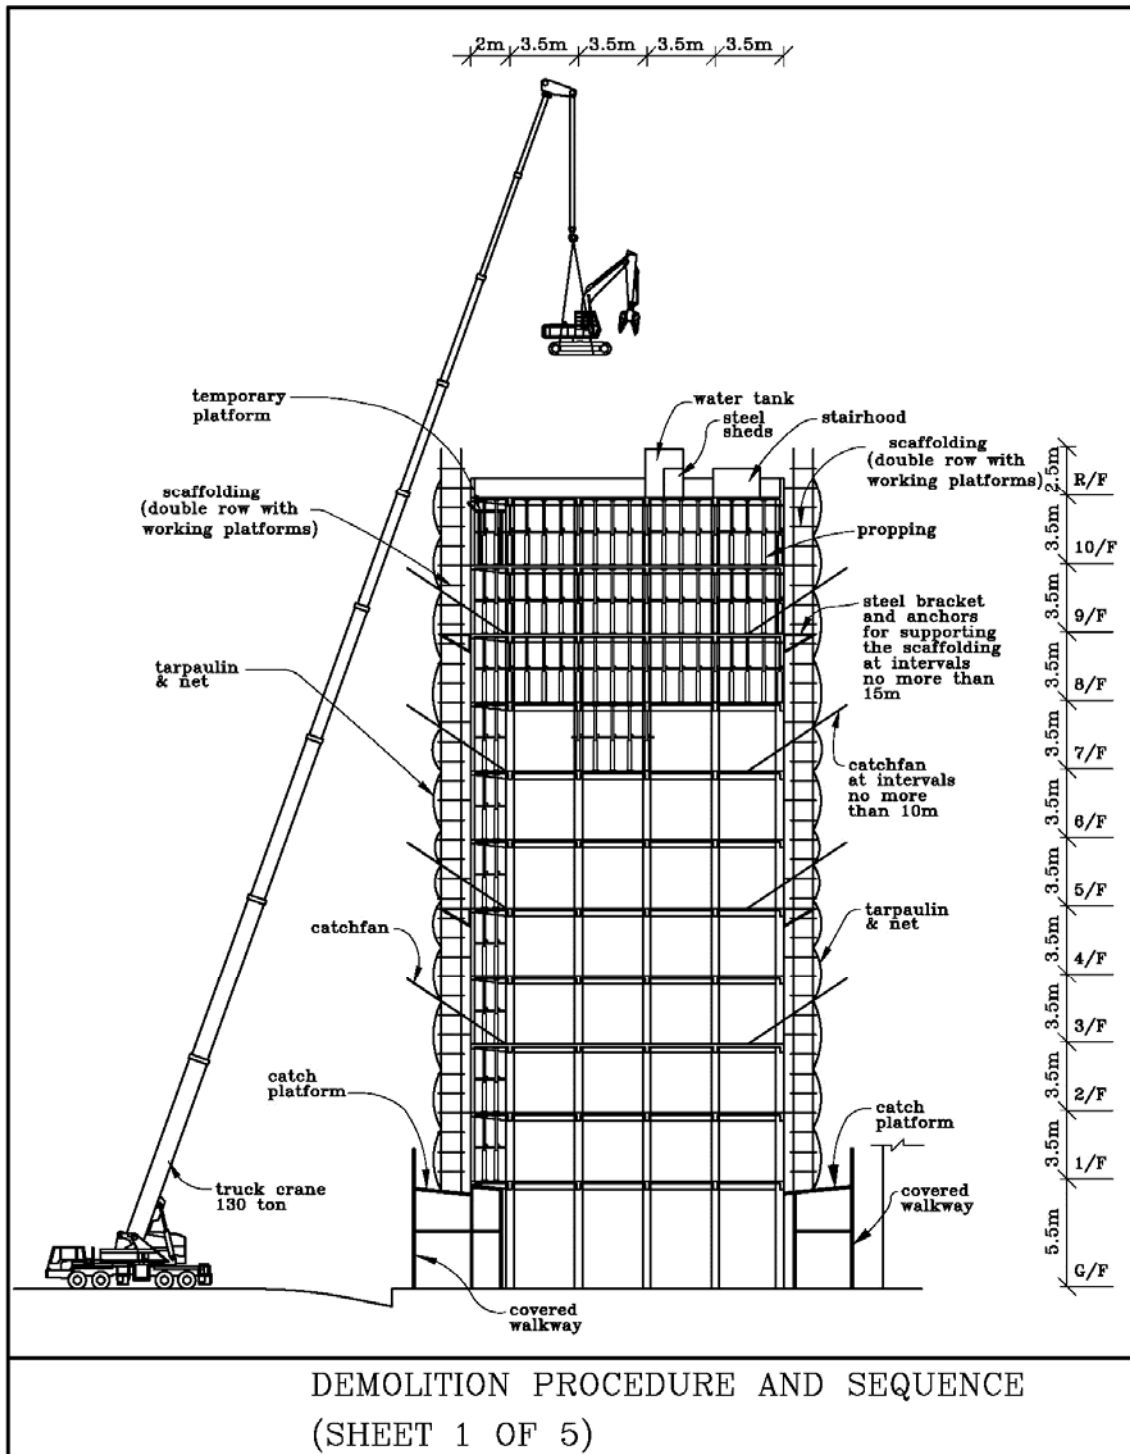 2m 3.5m 3.5m 3.5m 3.5m
temporary
platform
water tank
steel
sheds
stairhood
scaffolding
(double row with
working platforms)
scaffolding
(double row with
working platforms)
propping
steel bracket
and anchors
for supporting
the scaffolding
at intervals
no more than
15m
tarpaulin
& net
catchfan
at intervals
no more
than 10m
catchfan
tarpaulin
& net
catch
platform
catch
platform
truck crane
130 ton
covered
walkway
covered
walkway
2.5m R/F
3.5m 10/F
3.5m 9/F
3.5m 8/F
3.5m 7/F
3.5m 6/F
3.5m 5/F
3.5m 4/F
3.5m 3/F
3.5m 2/F
3.5m 1/F
5.5m G/F
DEMOLITION PROCEDURE AND SEQUENCE
(SHEET 1 OF 5)